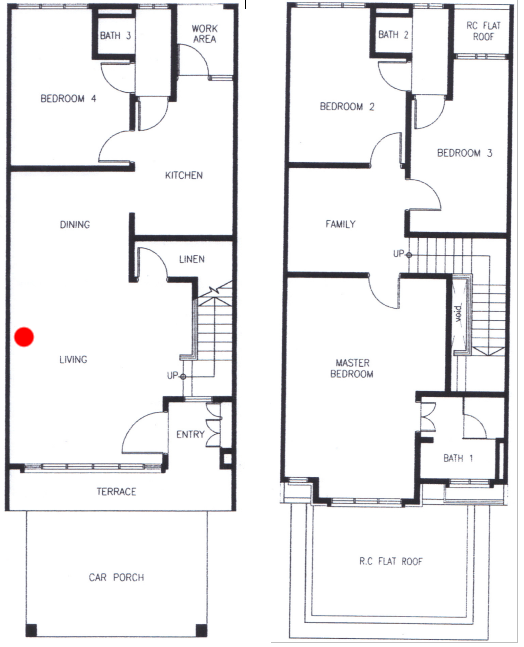 BATH 3
WORK
AREA
BEDROOM 4
KITCHEN
DINING
LINEN
LIVING
UP
ENTRY
TERRACE
CAR PORCH
BATH 2
RC FLAT
ROOF
BEDROOM 2
BEDROOM 3
FAMILY
UP
void
MASTER
BEDROOM
BATH 1
R.C FLAT ROOF